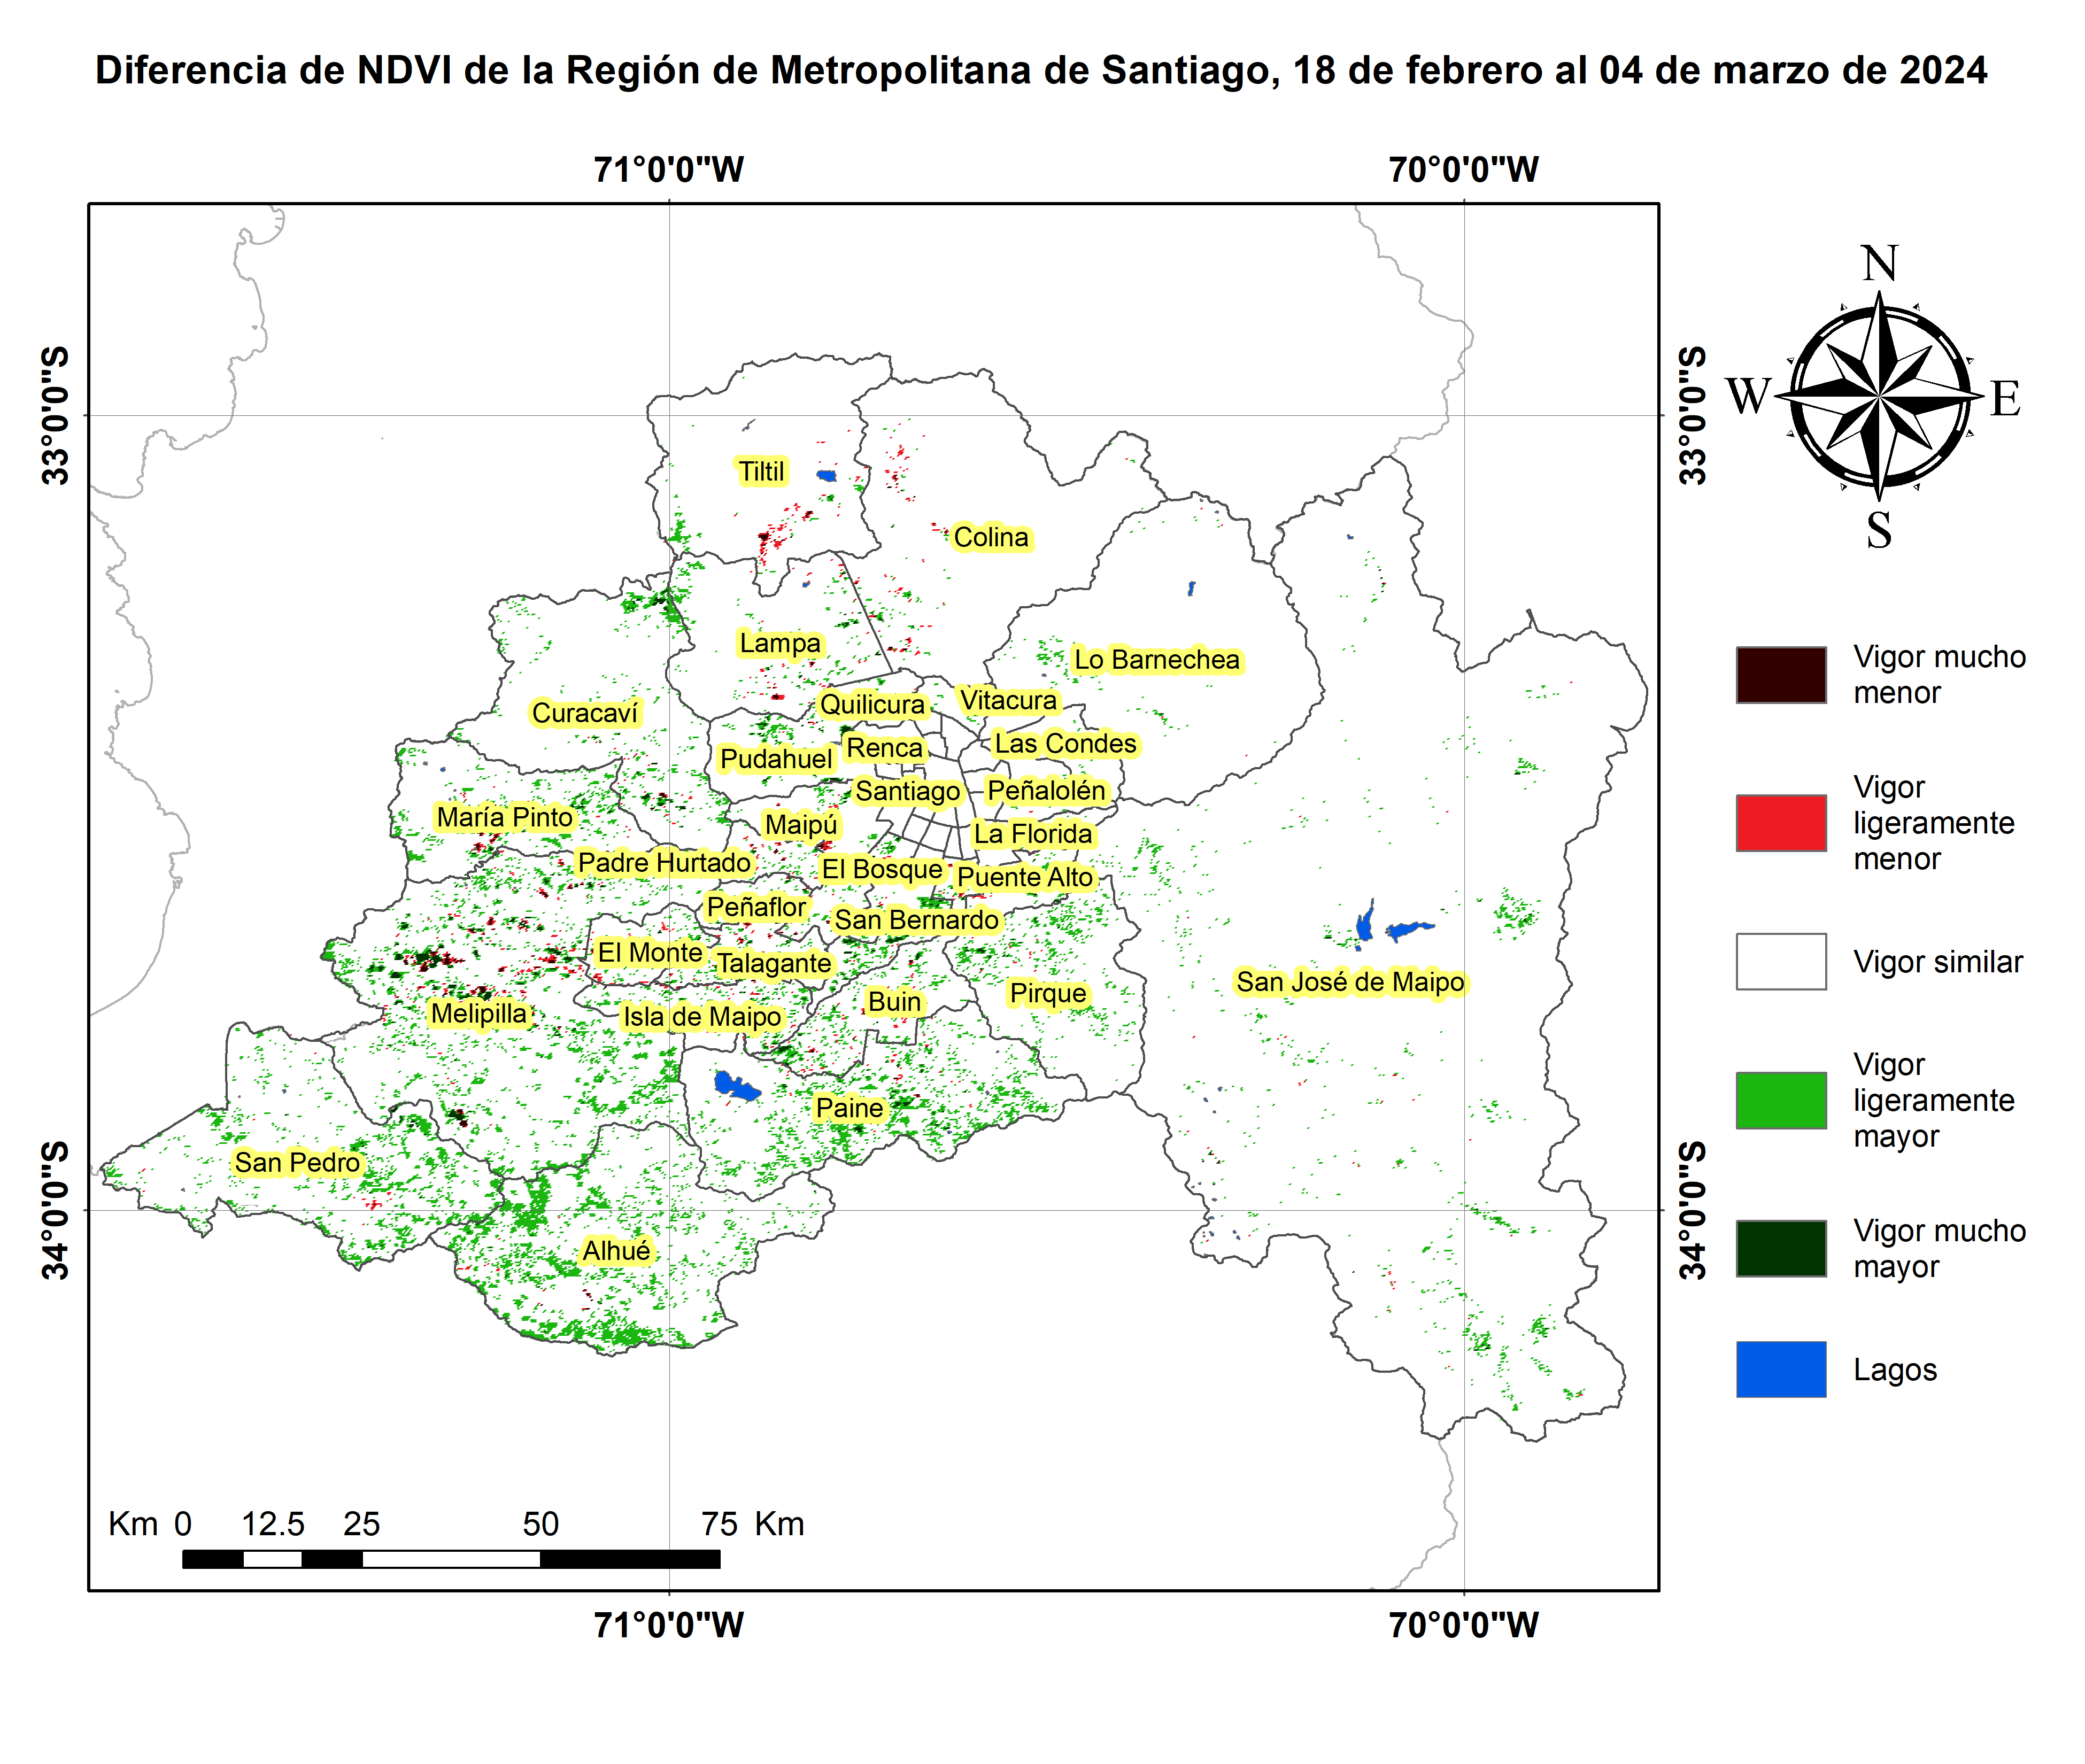 Diferencia de NDVI de la Región de Metropolitana de Santiago, 18 de febrero al 04 de marzo de 2024
71°0'0"W
70°0'0"W
33°0'0"S
33°0'0"S
N
W
E
S
Tiltil
Colina
Lampa
Lo Barnechea
Curacaví
Quilicura
Vitacura
Pudahuel
Renca
Las Condes
Santiago
Peñalolén
María Pinto
Maipú
La Florida
Padre Hurtado
El Bosque
Puente Alto
Peñaflor
San Bernardo
El Monte
Talagante
San José de Maipo
Melipilla
Isla de Maipo
Buin
Pirque
Paine
San Pedro
Alhué
34°0'0"S
34°0'0"S
Vigor mucho
menor
Vigor
ligeramente
menor
Vigor similar
Vigor
ligeramente
mayor
Vigor mucho
mayor
Lagos
Km 0 12.5 25 50 75 Km
71°0'0"W
70°0'0"W